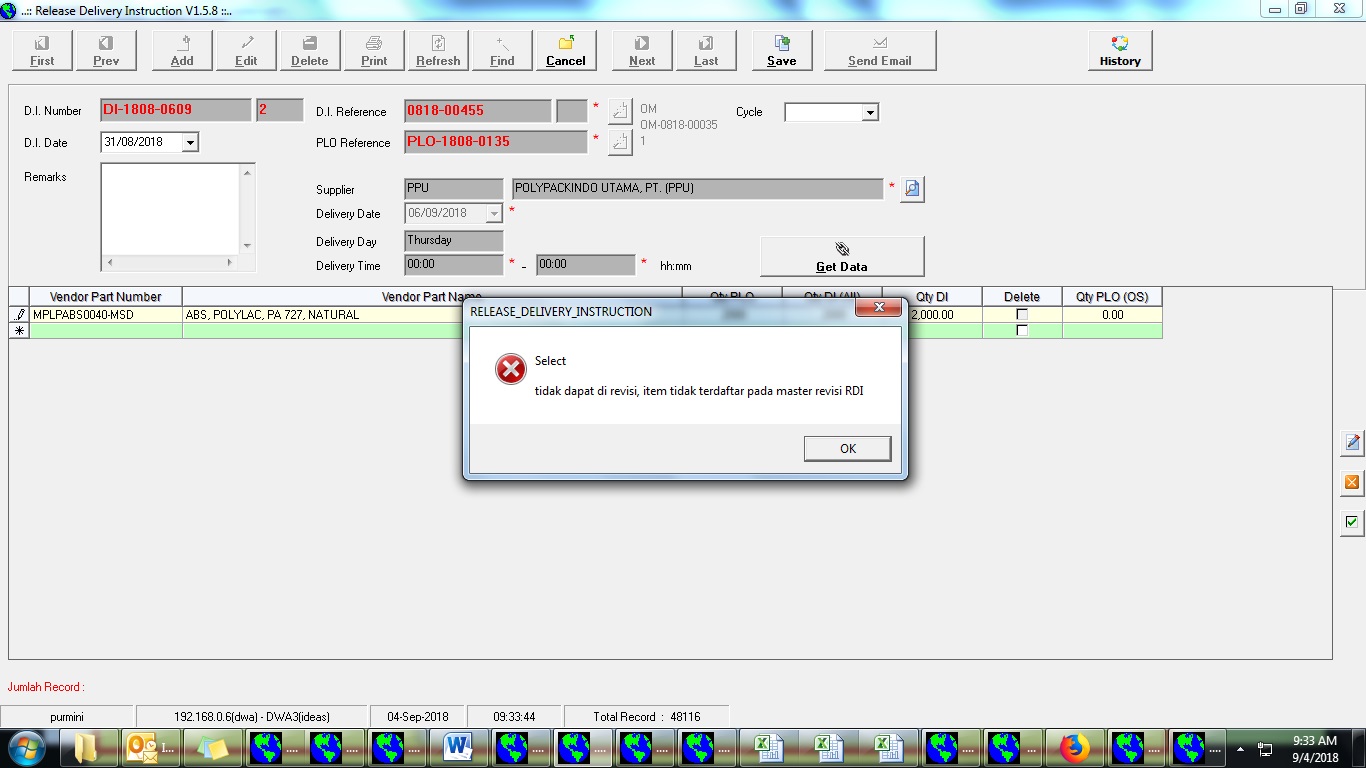 ..:: Release Delivery Instruction V1.5.8 ::..
First Prev Add Edit Delete Print Refresh Find Cancel Next Last Save Send Email History
D.I. Number DI-1808-0609 2 D.I. Reference 0818-00455 * OM Cycle
OM-0818-00035
D.I. Date 31/08/2018 PLO Reference PLO-1808-0135 * 1
Remarks
Supplier PPU POLYPACKINDO UTAMA, PT. (PPU) *
Delivery Date 06/09/2018 *
Delivery Day Thursday
Delivery Time 00:00 * - 00:00 * hh:mm Get Data
Vendor Part Number Vendor Part Name Qty PLO Qty DI (All) Qty DI Delete Qty PLO (OS)
MPLPABS0040-MSD ABS, POLYLAC, PA 727, NATURAL 2,000.00 0.00
RELEASE_DELIVERY_INSTRUCTION
Select
tidak dapat di revisi, item tidak terdaftar pada master revisi RDI
OK
Jumlah Record :
purmini 192.168.0.6(dwa) - DWA3(ideas) 04-Sep-2018 09:33:44 Total Record : 48116
I... .... .... .... .... .... .... .... .... .... .... ....
9:33 AM
9/4/2018